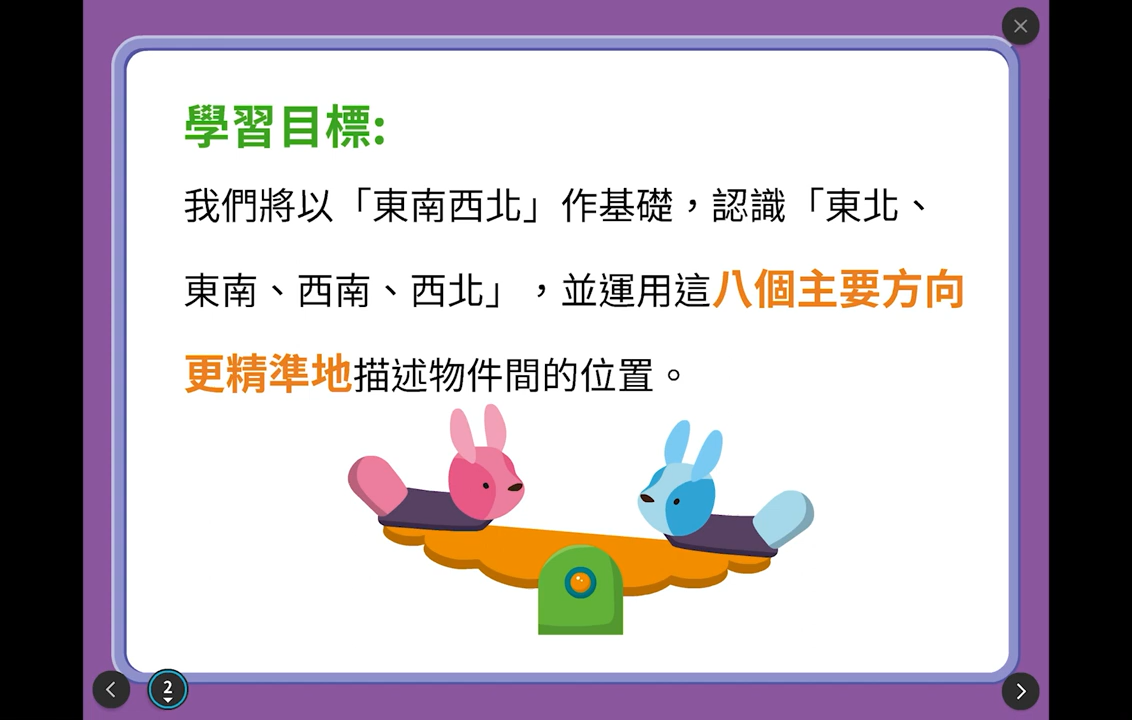 學習目標:
我們將以「東南西北」作基礎，認識「東北、
東南、西南、西北」，並運用這八個主要方向
更精準地描述物件間的位置。
2